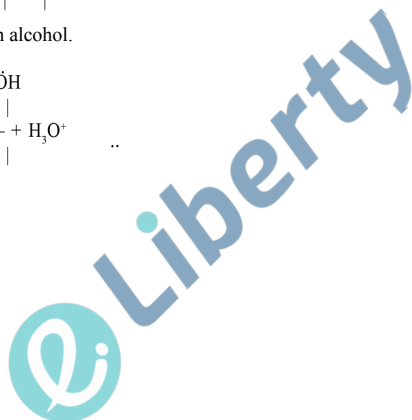 n alcohol.
ÖH
+ H₃O⁺
..
Liberty